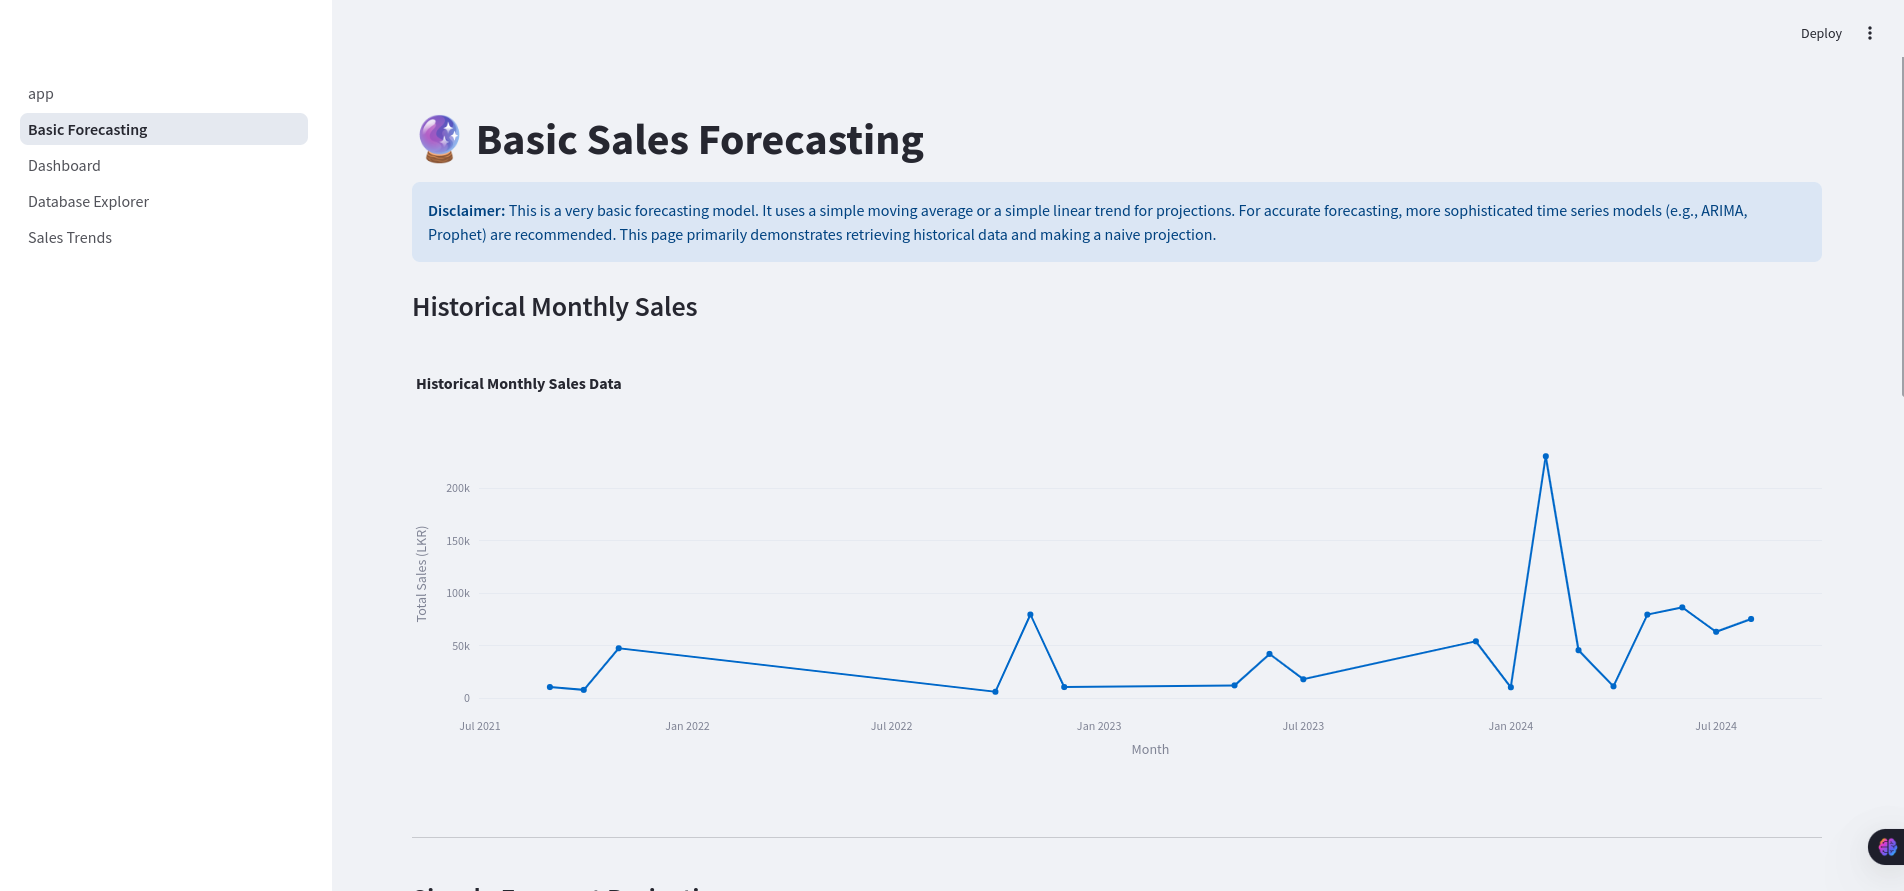 Deploy
app
Basic Forecasting
Dashboard
Database Explorer
Sales Trends
Basic Sales Forecasting
Disclaimer: This is a very basic forecasting model. It uses a simple moving average or a simple linear trend for projections. For accurate forecasting, more sophisticated time series models (e.g., ARIMA,
Prophet) are recommended. This page primarily demonstrates retrieving historical data and making a naive projection.
Historical Monthly Sales
Historical Monthly Sales Data
Total Sales (LKR)
200k
150k
100k
50k
0
Jul 2021
Jan 2022
Jul 2022
Jan 2023
Jul 2023
Jan 2024
Jul 2024
Month